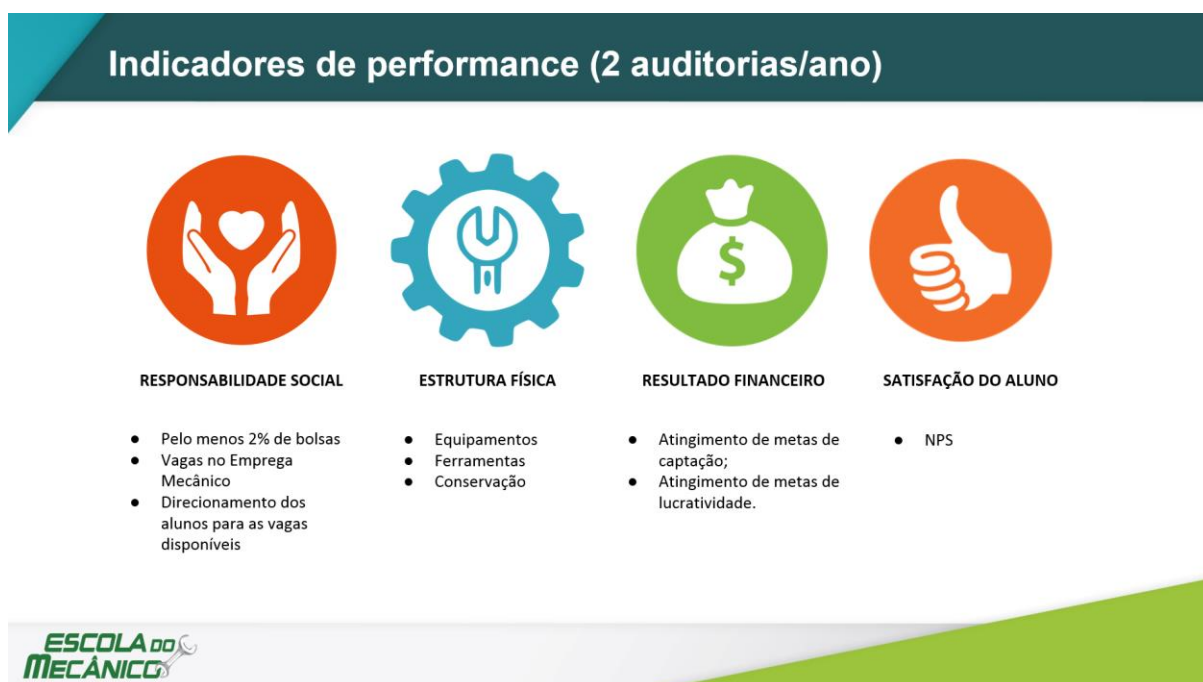 Indicadores de performance (2 auditorias/ano)
$
RESPONSABILIDADE SOCIAL
● Pelo menos 2% de bolsas
● Vagas no Emprega
Mecânico
● Direcionamento dos
alunos para as vagas
disponíveis
ESTRUTURA FÍSICA
● Equipamentos
● Ferramentas
● Conservação
RESULTADO FINANCEIRO
● Atingimento de metas de
captação;
● Atingimento de metas de
lucratividade.
SATISFAÇÃO DO ALUNO
● NPS
ESCOLA DO
MECÂNICO